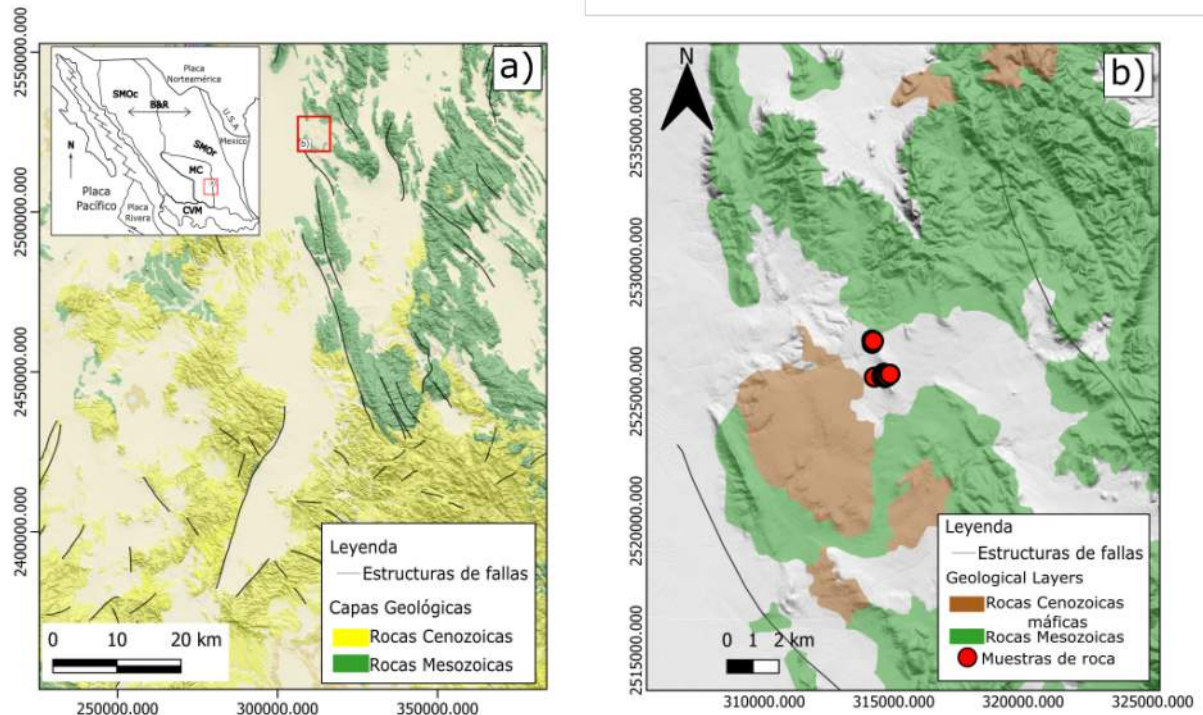 a)
Placa
Norteamérica
SMOc
B&R
U.S.A
Mexico
SMOr
N
MC
Placa
Pacífico
Placa
Rivera
CVM
b)
2550000.000
2500000.000
2450000.000
2400000.000
Leyenda
Estructuras de fallas
Capas Geológicas
Rocas Cenozoicas
Rocas Mesozoicas
0 10 20 km
250000.000 300000.000 350000.000
N
b)
2535000.000
2530000.000
2525000.000
2520000.000
2515000.000
Leyenda
Estructuras de fallas
Geological Layers
Rocas Cenozoicas
máficas
Rocas Mesozoicas
Muestras de roca
0 1 2 km
310000.000 315000.000 320000.000 325000.000